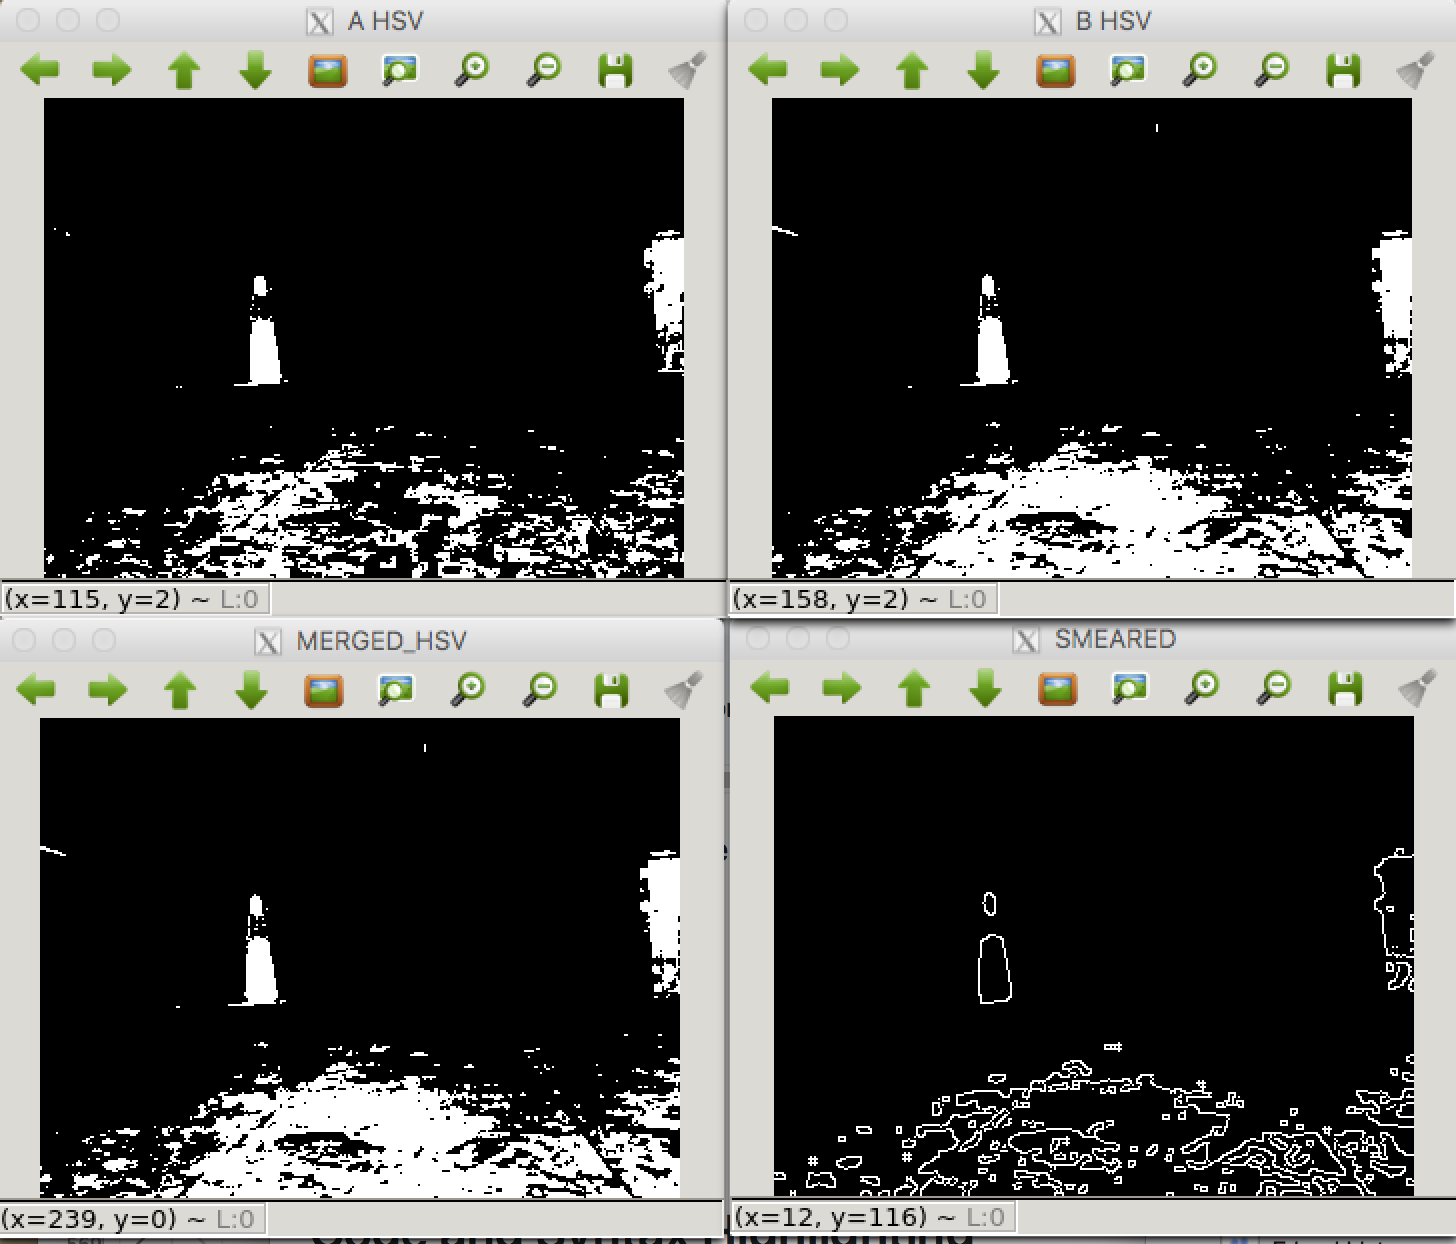 A HSV
B HSV
(x=115, y=2) ~ L:0
(x=158, y=2) ~ L:0
MERGED_HSV
SMEARED
(x=239, y=0) ~ L:0
(x=12, y=116) ~ L:0